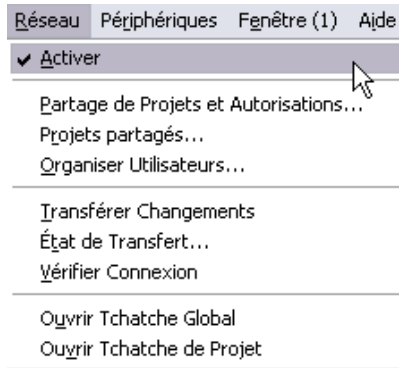 Réseau Périphériques Fenêtre (1) Aide
Activer
Partage de Projets et Autorisations...
Projets partagés...
Organiser Utilisateurs...
Transférer Changements
État de Transfert...
Vérifier Connexion
Ouvrir Tchatche Global
Ouvrir Tchatche de Projet